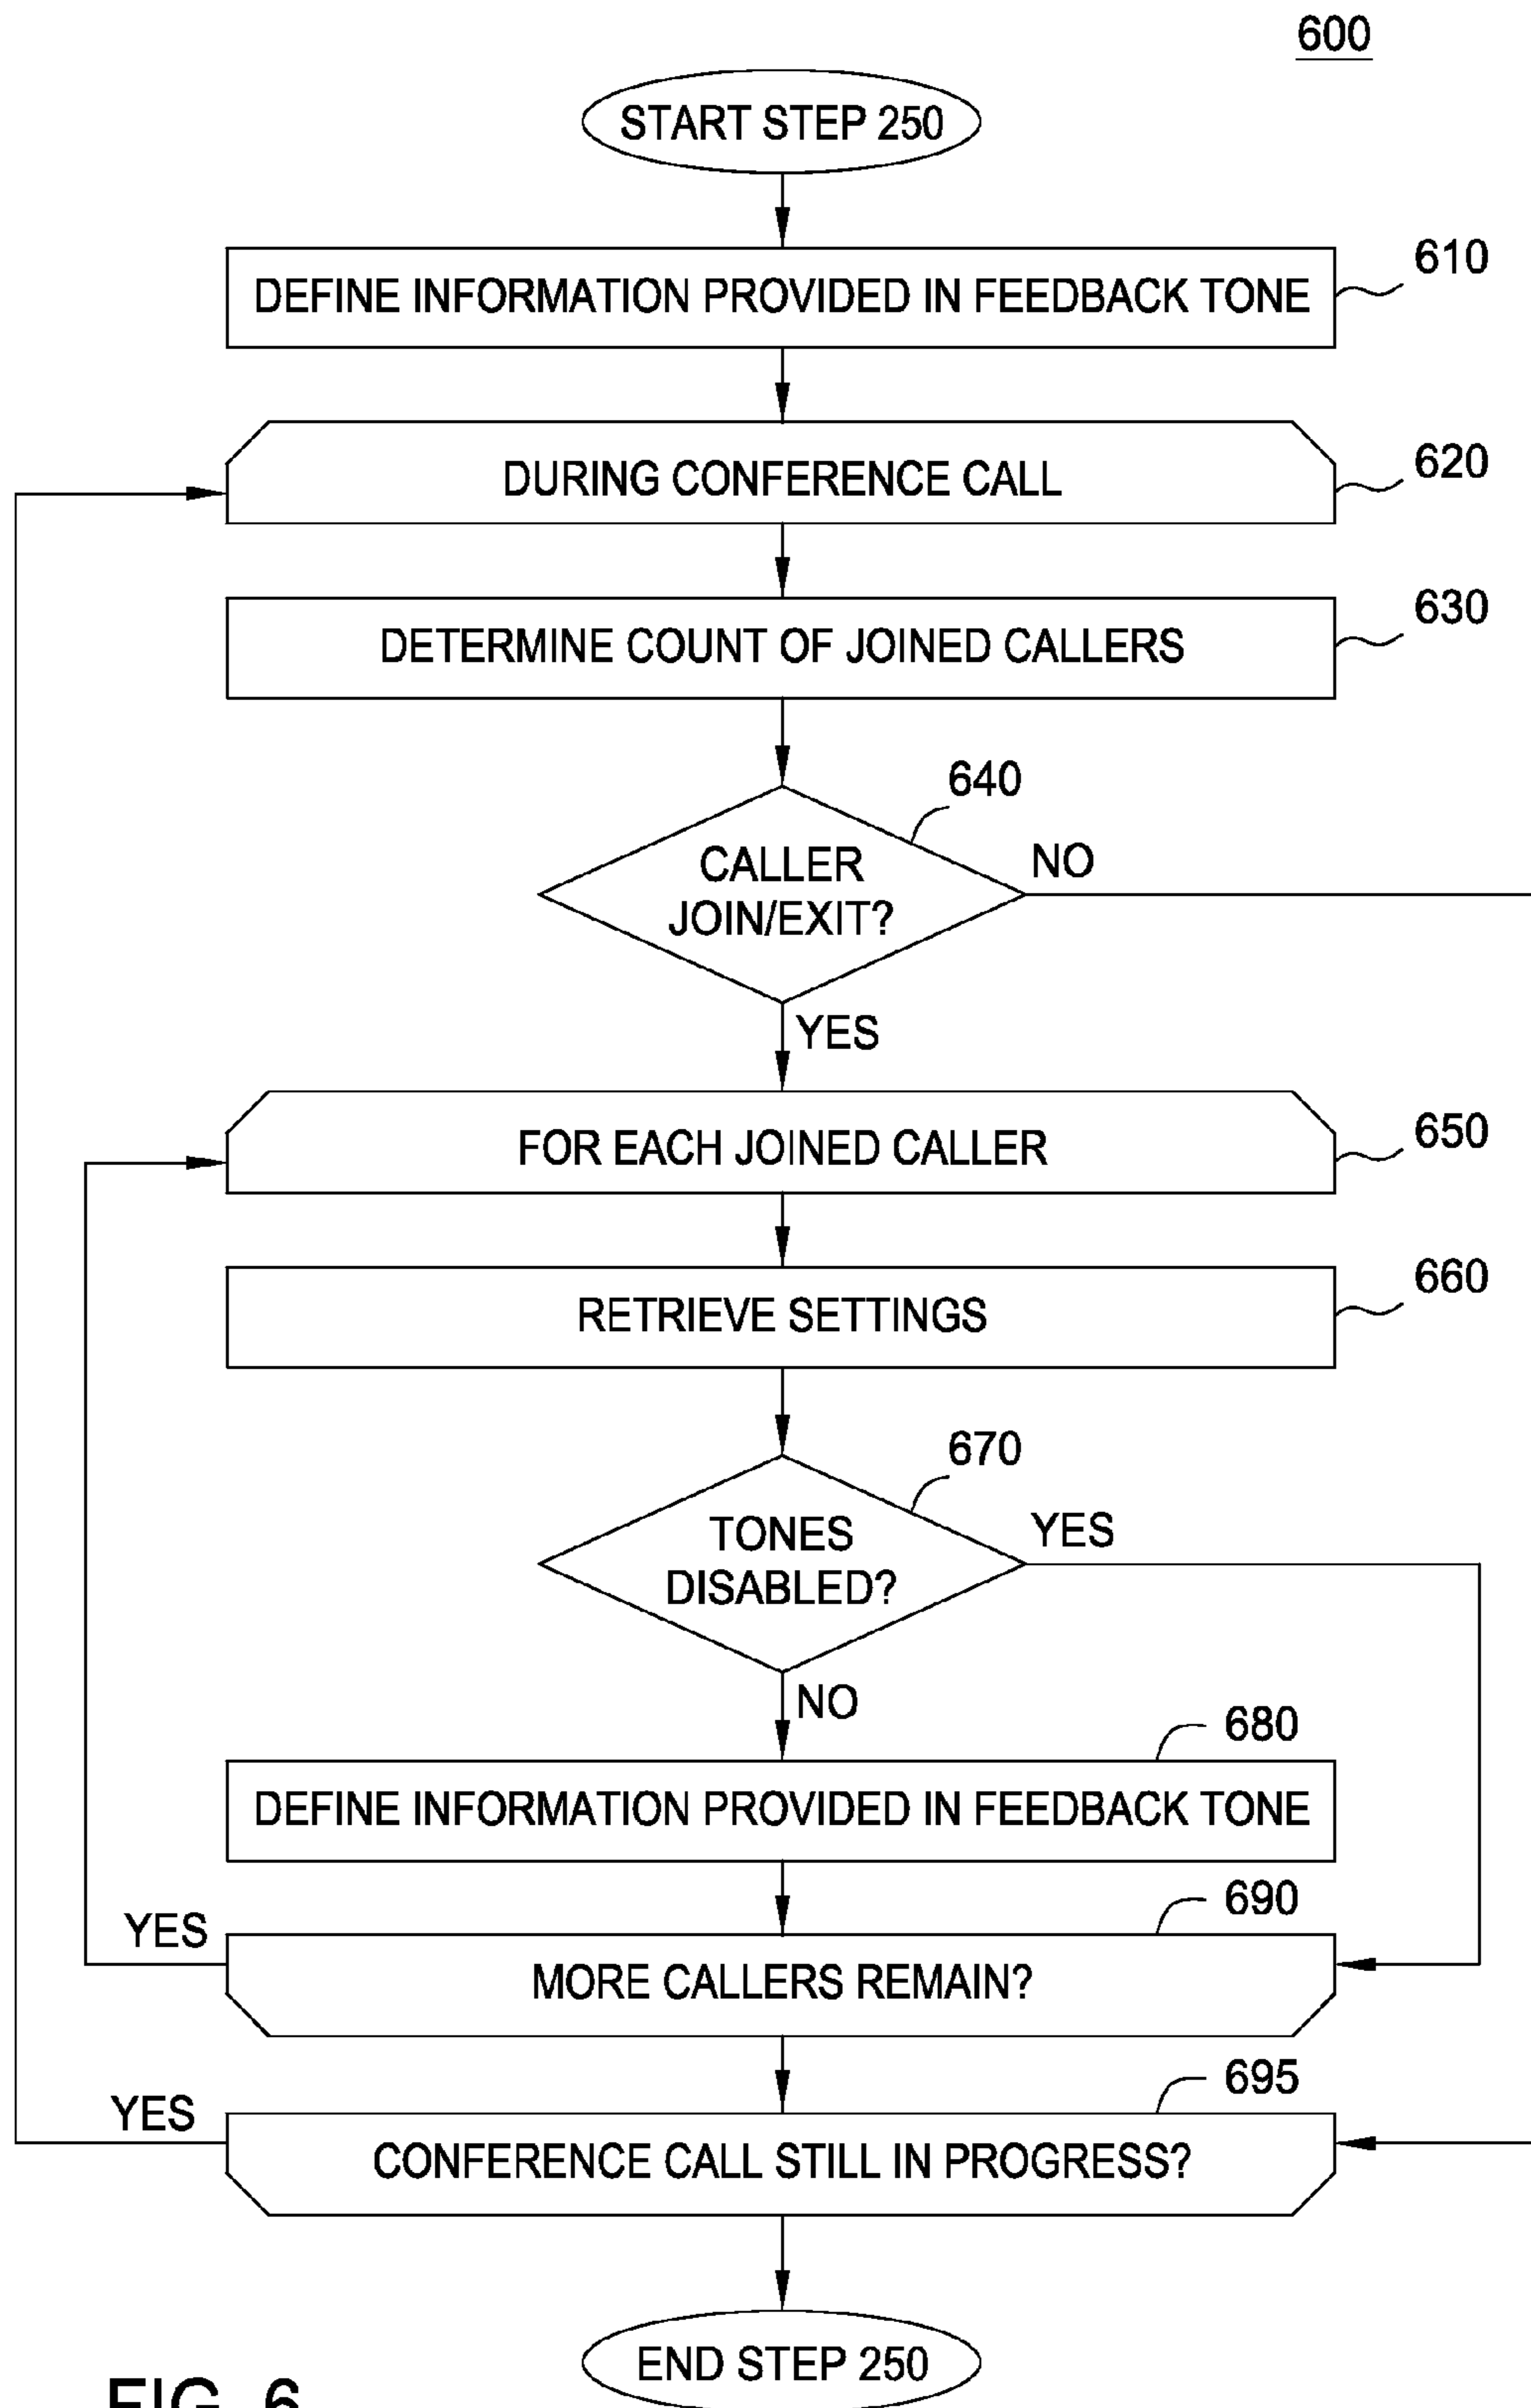 600
START STEP 250
DEFINE INFORMATION PROVIDED IN FEEDBACK TONE
610
DURING CONFERENCE CALL
620
DETERMINE COUNT OF JOINED CALLERS
630
640
CALLER
JOIN/EXIT?
NO
YES
FOR EACH JOINED CALLER
650
RETRIEVE SETTINGS
660
670
TONES
DISABLED?
YES
NO
680
DEFINE INFORMATION PROVIDED IN FEEDBACK TONE
690
YES
MORE CALLERS REMAIN?
695
YES
CONFERENCE CALL STILL IN PROGRESS?
END STEP 250
FIG. 6